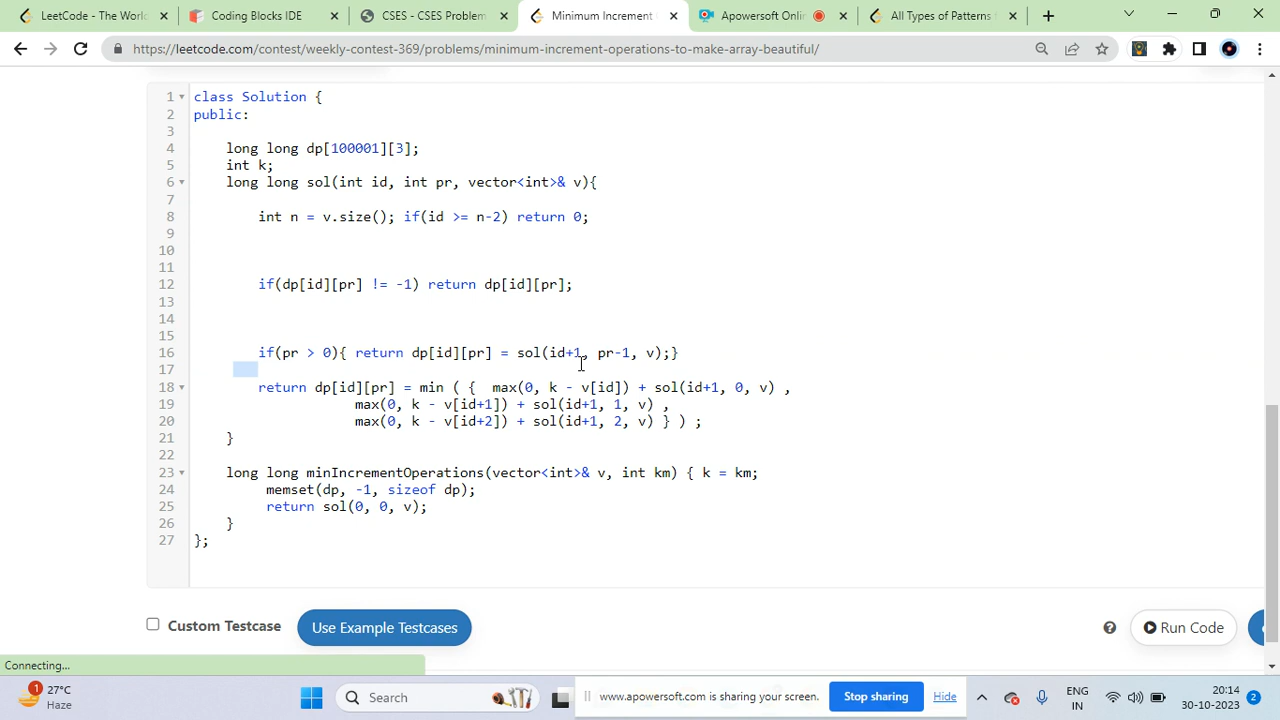 LeetCode - The World
Coding Blocks IDE
CSES - CSES Problem
Minimum Increment
Apowersoft Onli
All Types of Patterns
https://leetcode.com/contest/weekly-contest-369/problems/minimum-increment-operations-to-make-array-beautiful/
1 class Solution {
2 public:
3
4 long long dp[100001][3];
5 int k;
6 long long sol(int id, int pr, vector<int>& v){
7
8 int n = v.size(); if(id >= n-2) return 0;
9
10
11
12 if(dp[id][pr] != -1) return dp[id][pr];
13
14
15
16 if(pr > 0){ return dp[id][pr] = sol(id+1, pr-1, v);}
17
18 return dp[id][pr] = min ( { max(0, k - v[id]) + sol(id+1, 0, v) ,
19 max(0, k - v[id+1]) + sol(id+1, 1, v) ,
20 max(0, k - v[id+2]) + sol(id+1, 2, v) } ) ;
21 }
22
23 long long minIncrementOperations(vector<int>& v, int km) { k = km;
24 memset(dp, -1, sizeof dp);
25 return sol(0, 0, v);
26 }
27 };
Custom Testcase
Use Example Testcases
Run Code
Connecting...
1
27°C
Haze
Search
www.apowersoft.com is sharing your screen.
Stop sharing
Hide
ENG
IN
20:14
30-10-2023
2